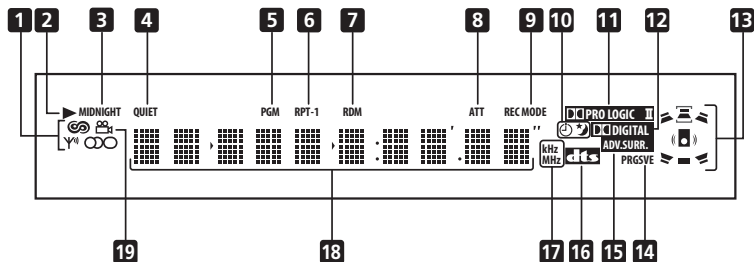 1 2 3 4 5 6 7 8 9 10 11 12 13
MIDNIGHT QUIET PGM RPT-1 RDM ATT REC MODE
PRO LOGIC II
DIGITAL
ADV.SURR.
kHz
MHz
dts
PRGSVE
19 18 17 16 15 14